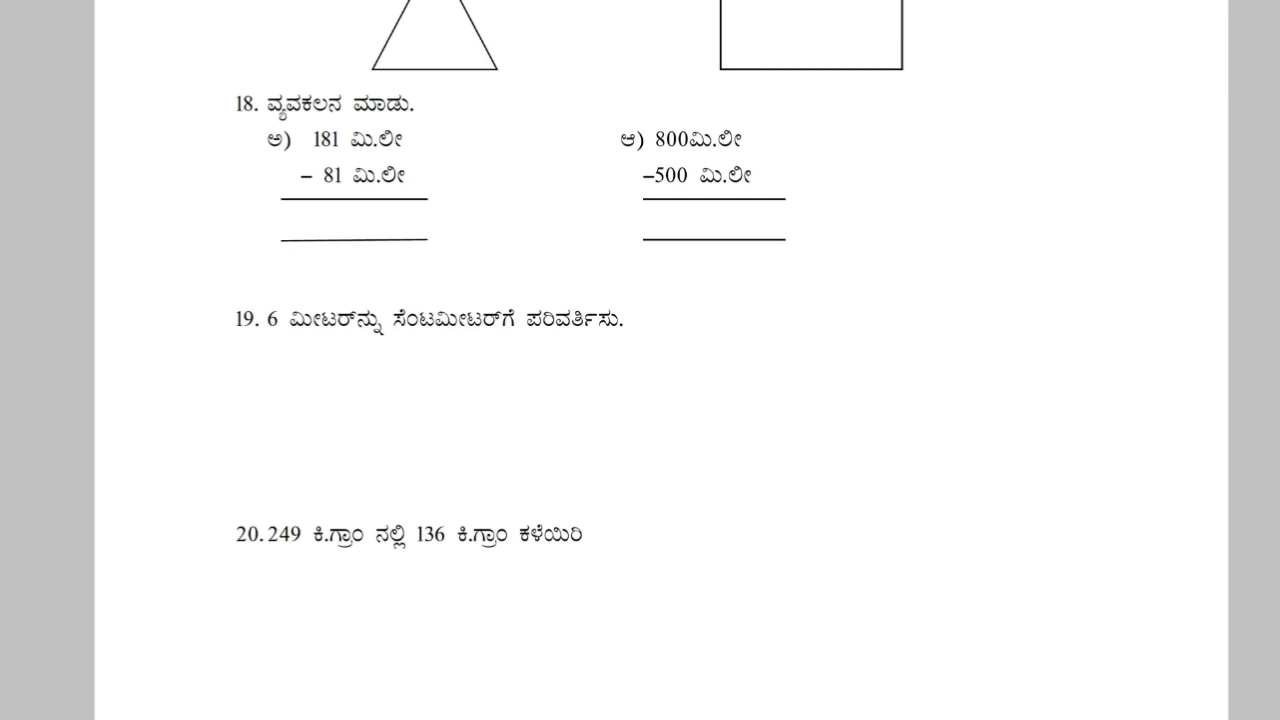 18. ವ್ಯವಕಲನ ಮಾಡು.
ಅ) 181 ಮಿ.ಲೀ ಆ) 800ಮಿ.ಲೀ
– 81 ಮಿ.ಲೀ –500 ಮಿ.ಲೀ
19. 6 ಮೀಟರ್‌ನ್ನು ಸೆಂಟಮೀಟರ್‌ಗೆ ಪರಿವರ್ತಿಸು.
20. 249 ಕಿ.ಗ್ರಾಂ ನಲ್ಲಿ 136 ಕಿ.ಗ್ರಾಂ ಕಳೆಯಿರಿ